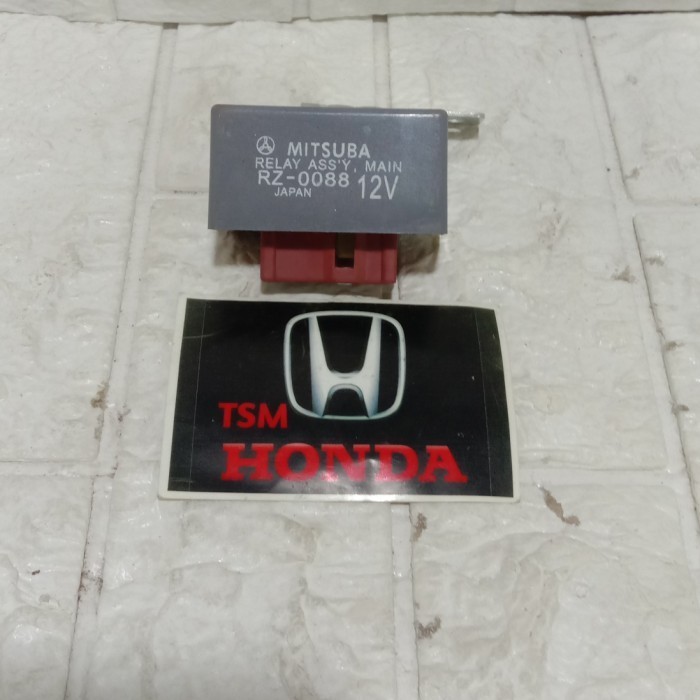 MITSUBA
RELAY ASS'Y, MAIN
RZ-0088 12V
JAPAN
TSM
HONDA